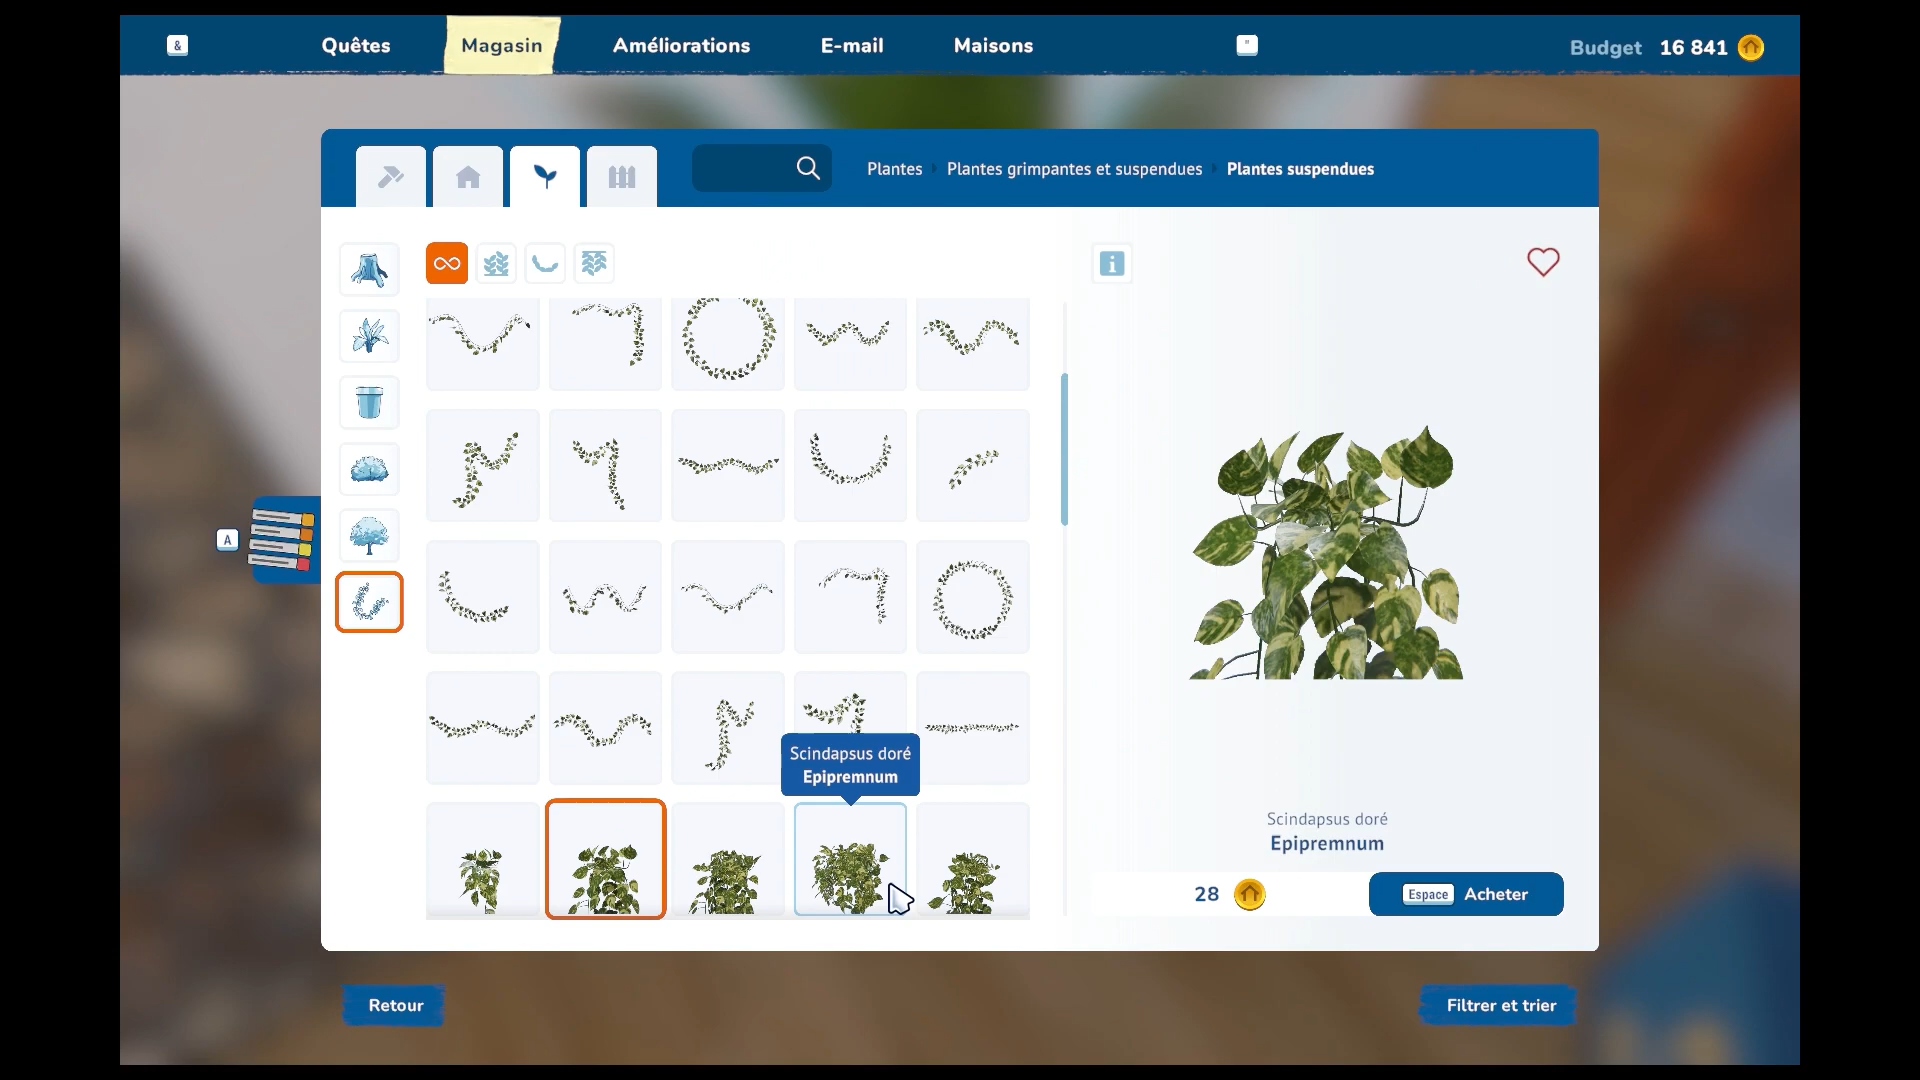 &
Quêtes
Magasin
Améliorations
E-mail
Maisons
"
Budget 16 841
Plantes
Plantes grimpantes et suspendues
Plantes suspendues
i
A
Scindapsus doré
Epipremnum
Scindapsus doré
Epipremnum
28
Espace Acheter
Retour
Filtrer et trier